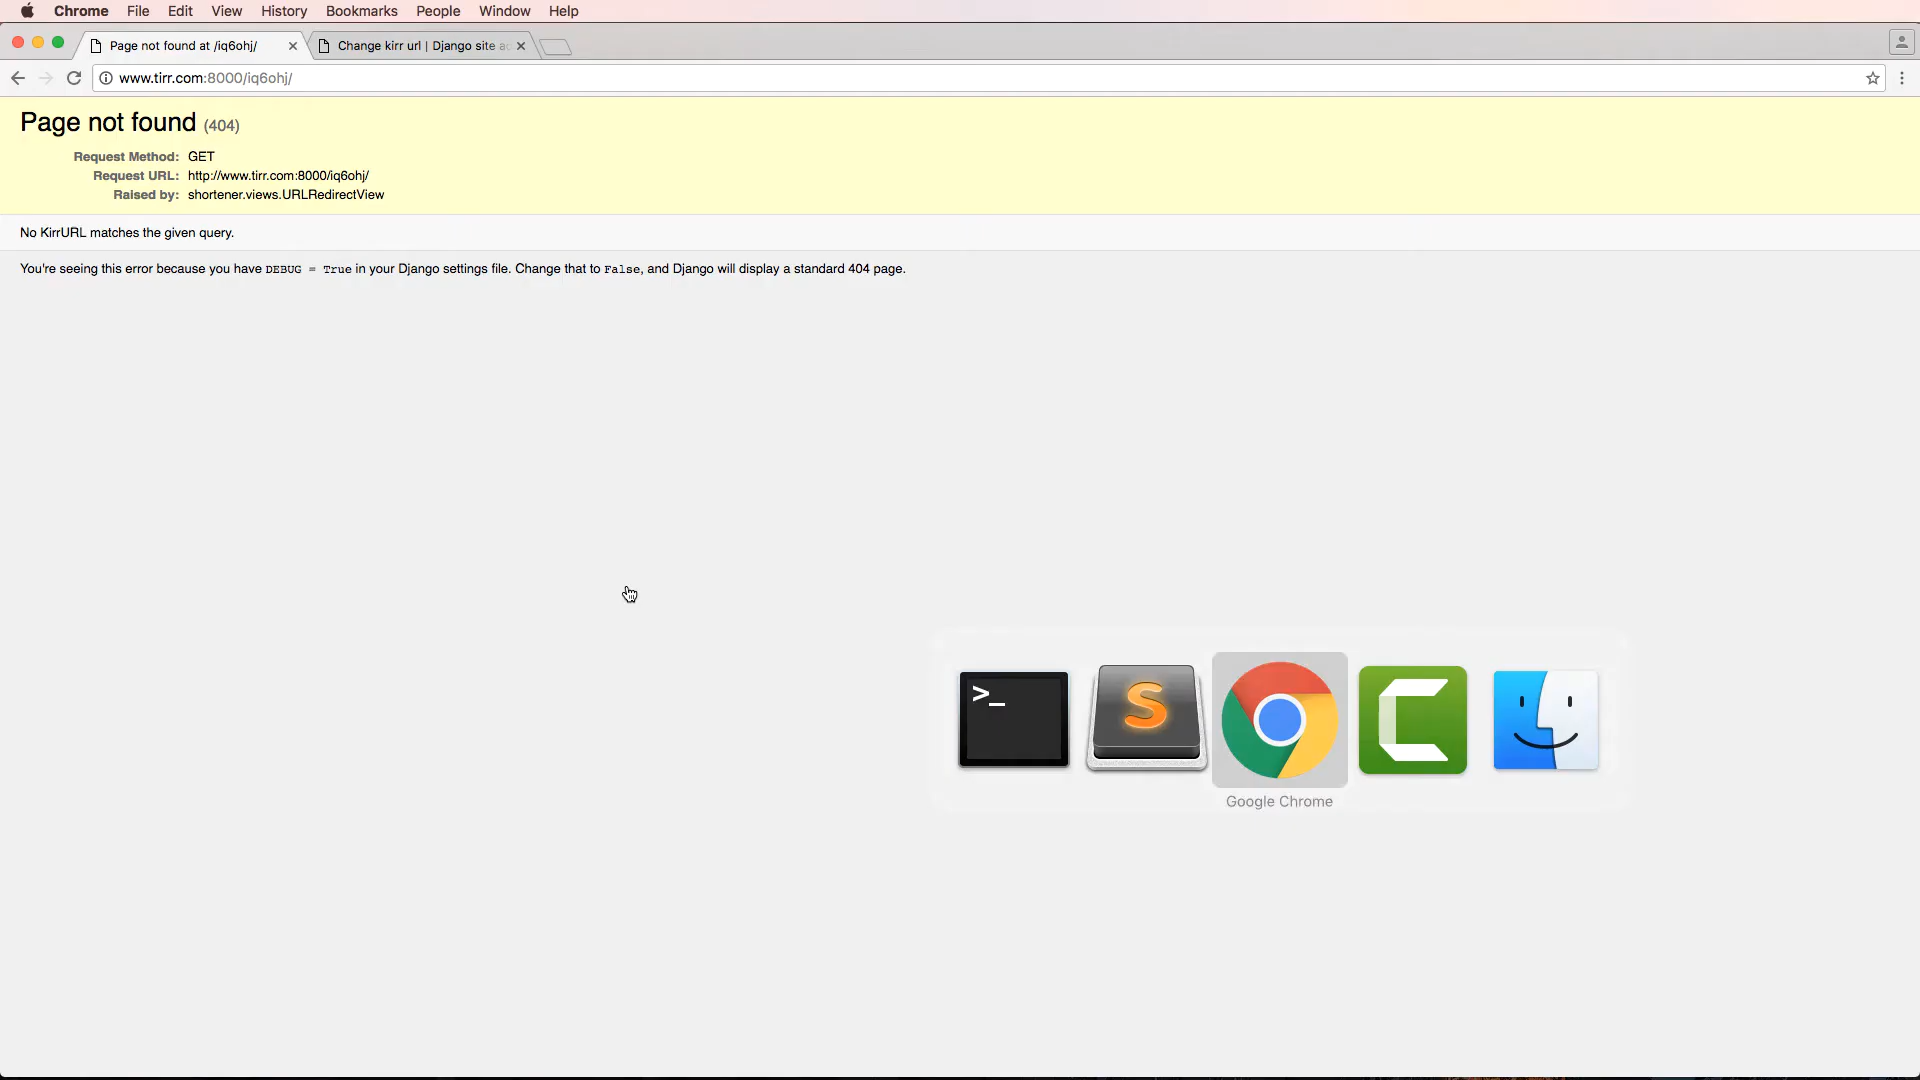 Chrome File Edit View History Bookmarks People Window Help
Page not found at /iq6ohj/
Change kirr url | Django site a
www.tirr.com:8000/iq6ohj/
Page not found (404)
Request Method: GET
Request URL: http://www.tirr.com:8000/iq6ohj/
Raised by: shortener.views.URLRedirectView
No KirrURL matches the given query.
You're seeing this error because you have DEBUG = True in your Django settings file. Change that to False, and Django will display a standard 404 page.
>_
S
C
Google Chrome